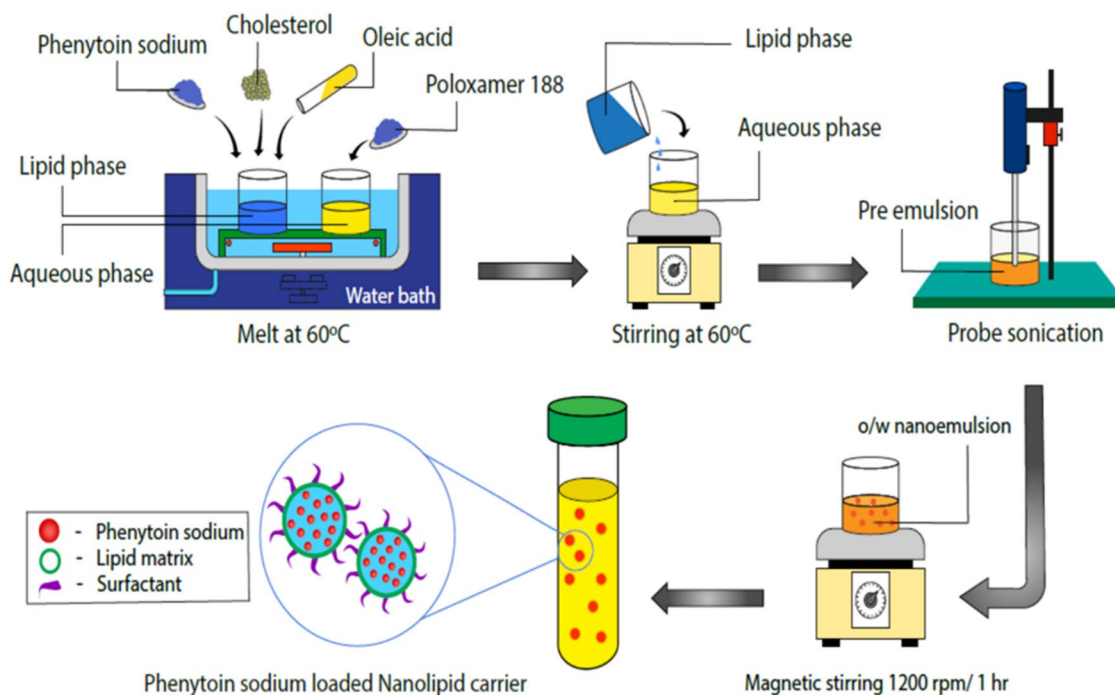 Phenytoin sodium
Cholesterol
Oleic acid
Poloxamer 188
Lipid phase
Aqueous phase
Water bath
Melt at 60ºC
Lipid phase
Aqueous phase
Stirring at 60ºC
Pre emulsion
Probe sonication
o/w nanoemulsion
Magnetic stirring 1200 rpm/ 1 hr
- Phenytoin sodium
- Lipid matrix
- Surfactant
Phenytoin sodium loaded Nanolipid carrier